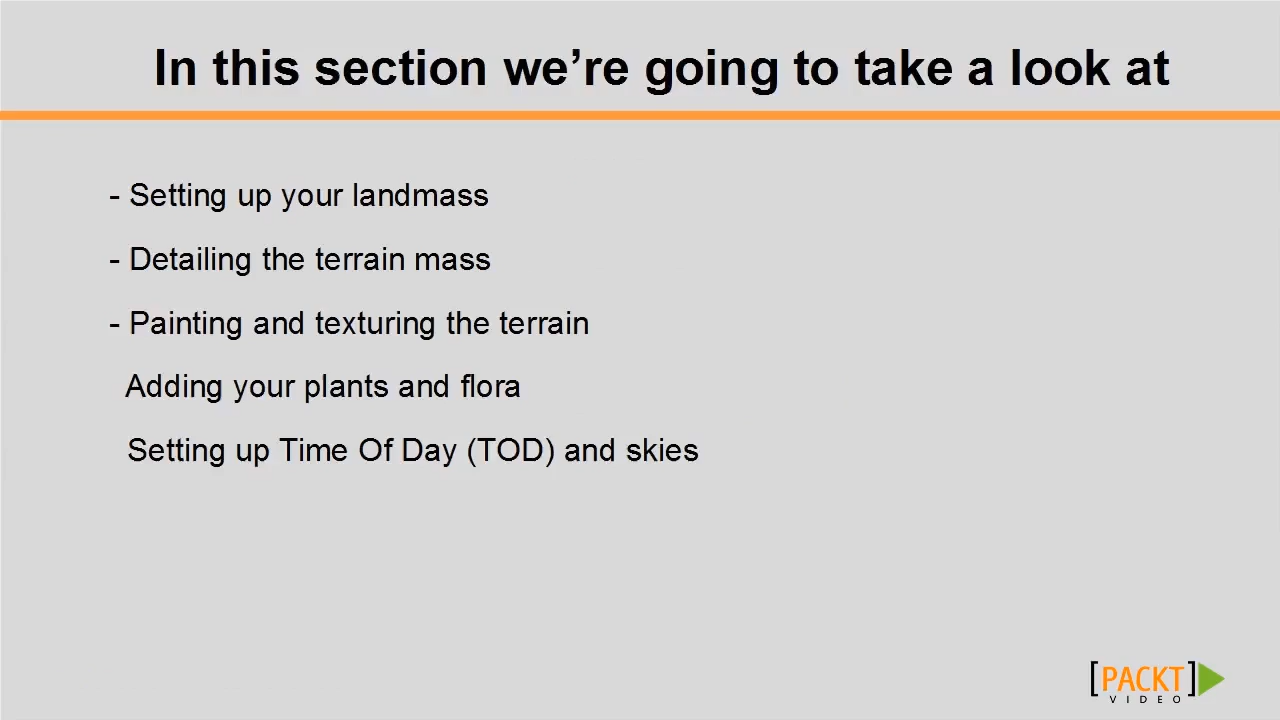 In this section we’re going to take a look at
- Setting up your landmass
- Detailing the terrain mass
- Painting and texturing the terrain
Adding your plants and flora
Setting up Time Of Day (TOD) and skies
[PACKT]
VIDEO